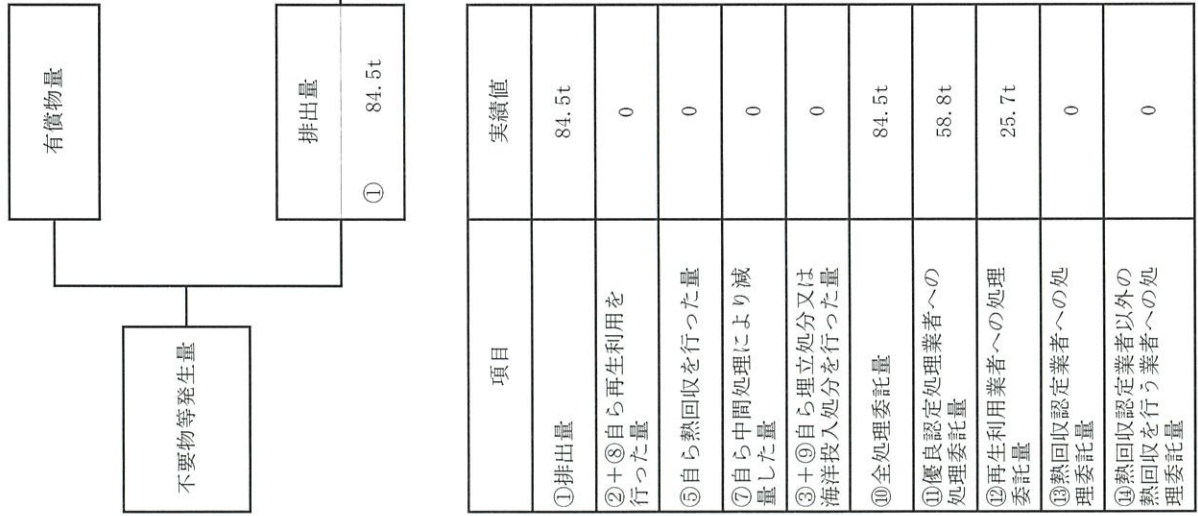 有償物量
不要物等発生量
排出量
① 84.5t
項目 実績値
①排出量 84.5t
②+⑧自ら再生利用を
行った量 0
⑤自ら熱回収を行った量 0
⑦自ら中間処理により減
量した量 0
③+⑨自ら埋立処分又は
海洋投入処分を行った量 0
⑩全処理委託量 84.5t
⑪優良認定処理業者への
処理委託量 58.8t
⑫再生利用業者への処理
委託量 25.7t
⑬熱回収認定業者への処
理委託量 0
⑭熱回収認定業者以外の
熱回収を行う業者への処
理委託量 0